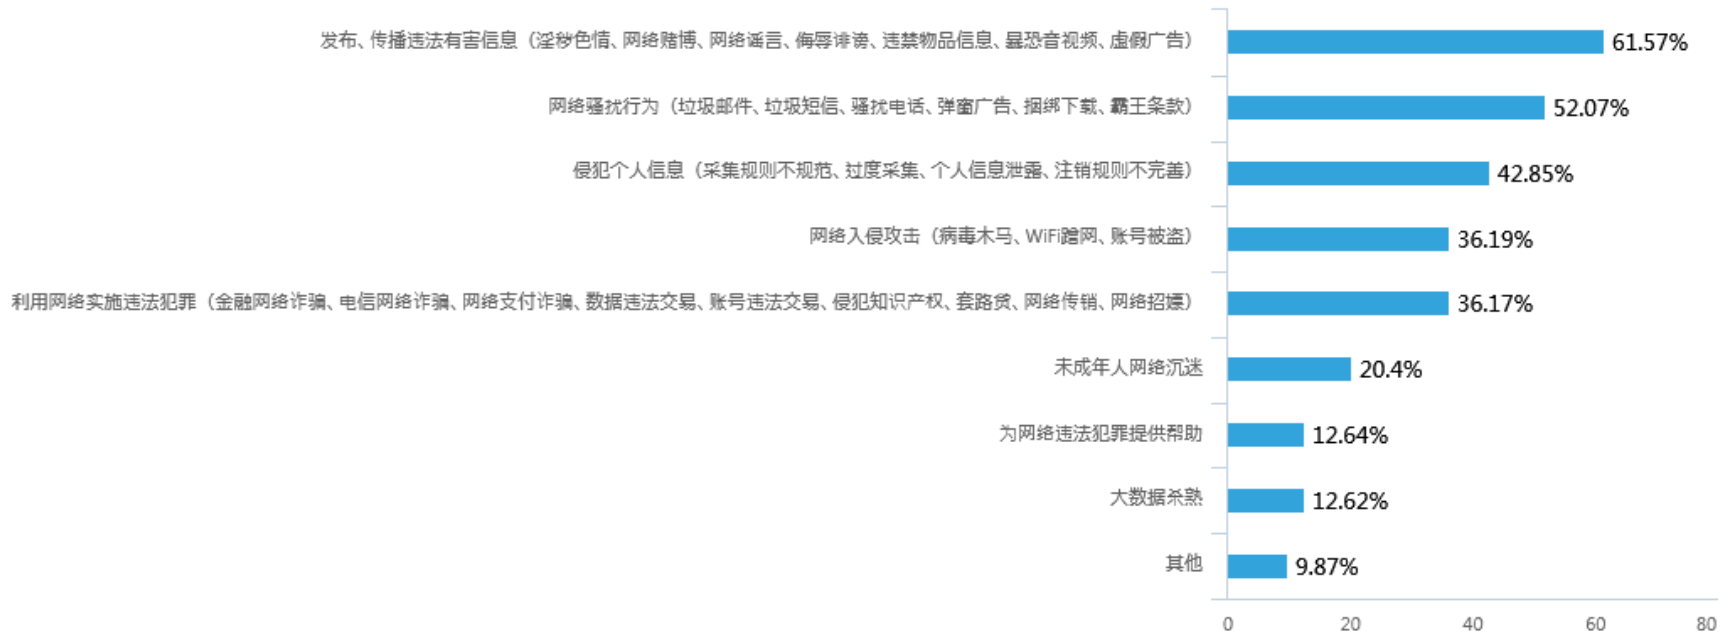 发布、传播违法有害信息（淫秽色情、网络赌博、网络谣言、侮辱诽谤、违禁物品信息、暴恐音视频、虚假广告） 61.57%
网络骚扰行为（垃圾邮件、垃圾短信、骚扰电话、弹窗广告、捆绑下载、霸王条款） 52.07%
侵犯个人信息（采集规则不规范、过度采集、个人信息泄露、注销规则不完善） 42.85%
网络入侵攻击（病毒木马、WiFi蹭网、账号被盗） 36.19%
利用网络实施违法犯罪（金融网络诈骗、电信网络诈骗、网络支付诈骗、数据违法交易、账号违法交易、侵犯知识产权、套路贷、网络传销、网络招嫖） 36.17%
未成年人网络沉迷 20.4%
为网络违法犯罪提供帮助 12.64%
大数据杀熟 12.62%
其他 9.87%
0 20 40 60 80